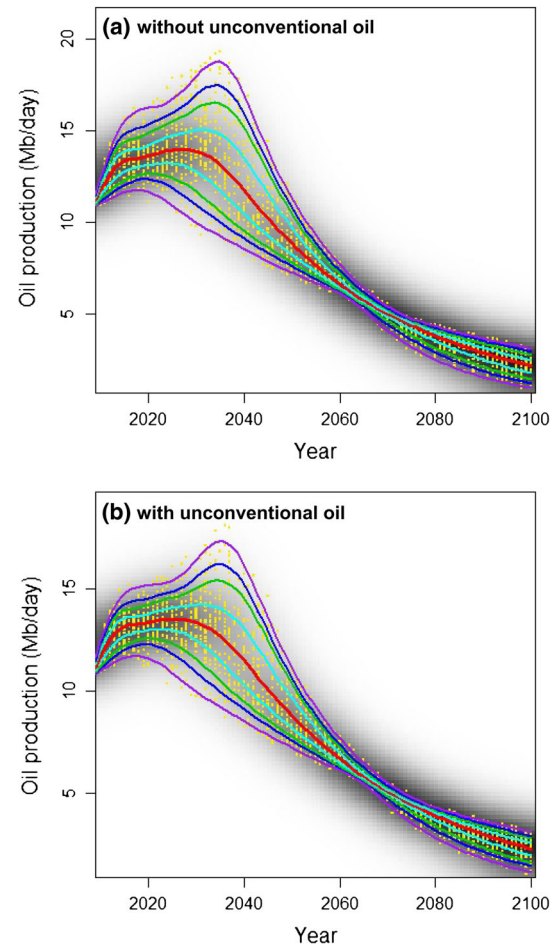 (a) without unconventional oil
Oil production (Mb/day)
20
15
10
5
2020 2040 2060 2080 2100
Year
(b) with unconventional oil
Oil production (Mb/day)
15
10
5
2020 2040 2060 2080 2100
Year